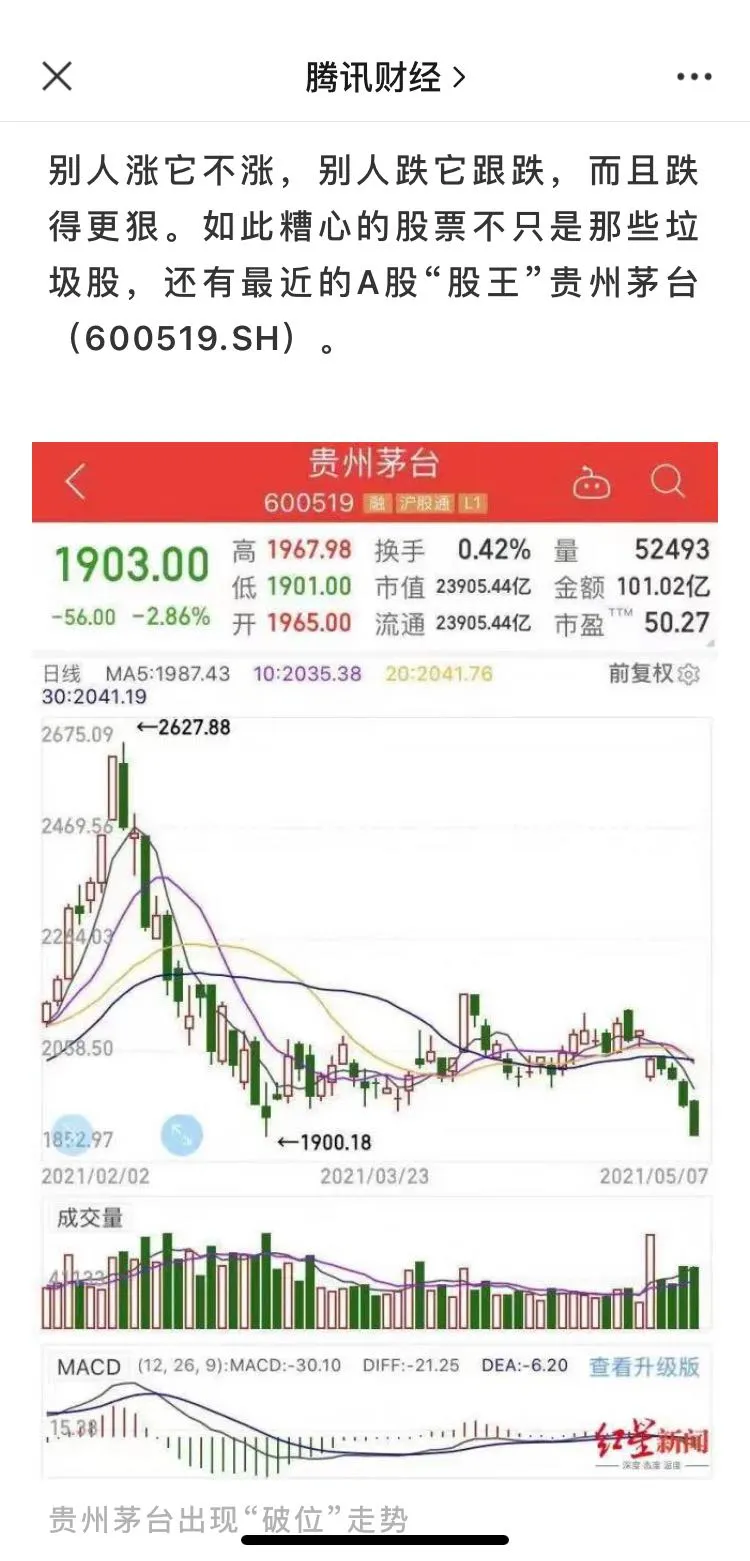 腾讯财经 >
别人涨它不涨，别人跌它跟跌，而且跌
得更狠。如此糟心的股票不只是那些垃
圾股，还有最近的A股“股王”贵州茅台
（600519.SH）。
贵州茅台
600519 融 沪股通 L1
1903.00 高 1967.98 换手 0.42% 量 52493
低 1901.00 市值 23905.44亿 金额 101.02亿
-56.00 -2.86% 开 1965.00 流通 23905.44亿 市盈TTM 50.27
日线 MA5:1987.43 10:2035.38 20:2041.76 前复权
30:2041.19
2675.09 ←2627.88
2469.56
2264.03
2058.50
1852.97 ←1900.18
2021/02/02 2021/03/23 2021/05/07
成交量
41133
MACD (12, 26, 9):MACD:-30.10 DIFF:-21.25 DEA:-6.20 查看升级版
15.38
红星新闻
深度 态度 温度
贵州茅台出现“破位”走势